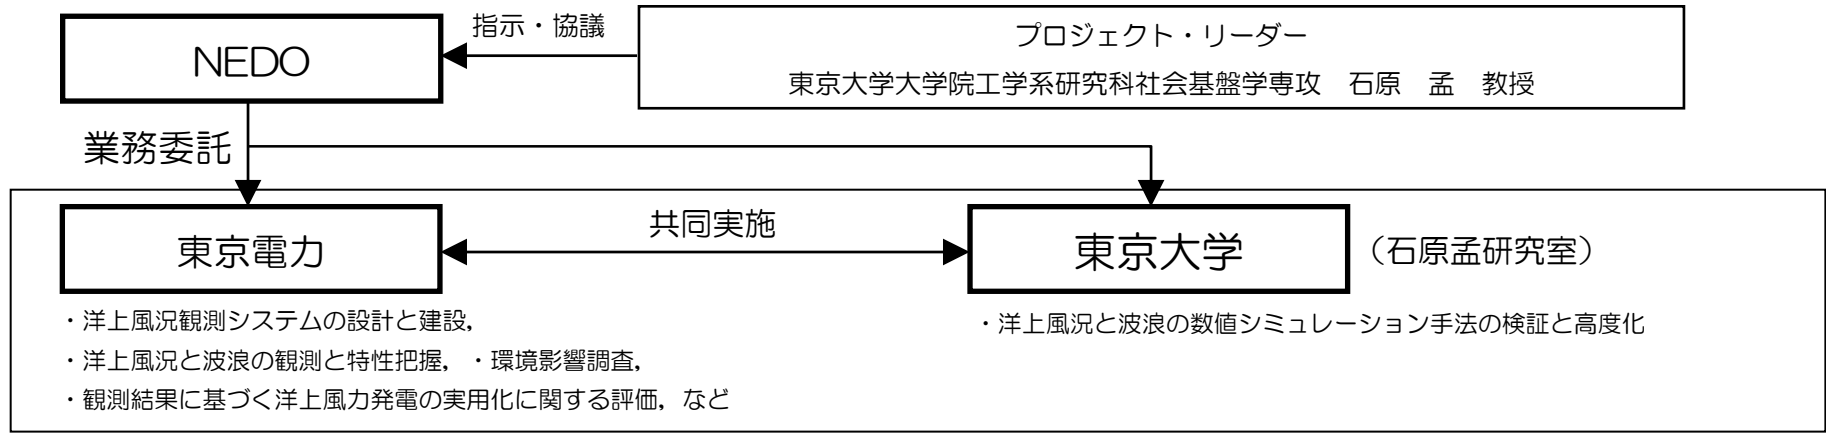 指示・協議
NEDO
プロジェクト・リーダー
東京大学大学院工学系研究科社会基盤学専攻　石原　孟　教授
業務委託
東京電力
共同実施
東京大学
（石原孟研究室）
・洋上風況観測システムの設計と建設，
・洋上風況と波浪の観測と特性把握，・環境影響調査，
・観測結果に基づく洋上風力発電の実用化に関する評価，など
・洋上風況と波浪の数値シミュレーション手法の検証と高度化